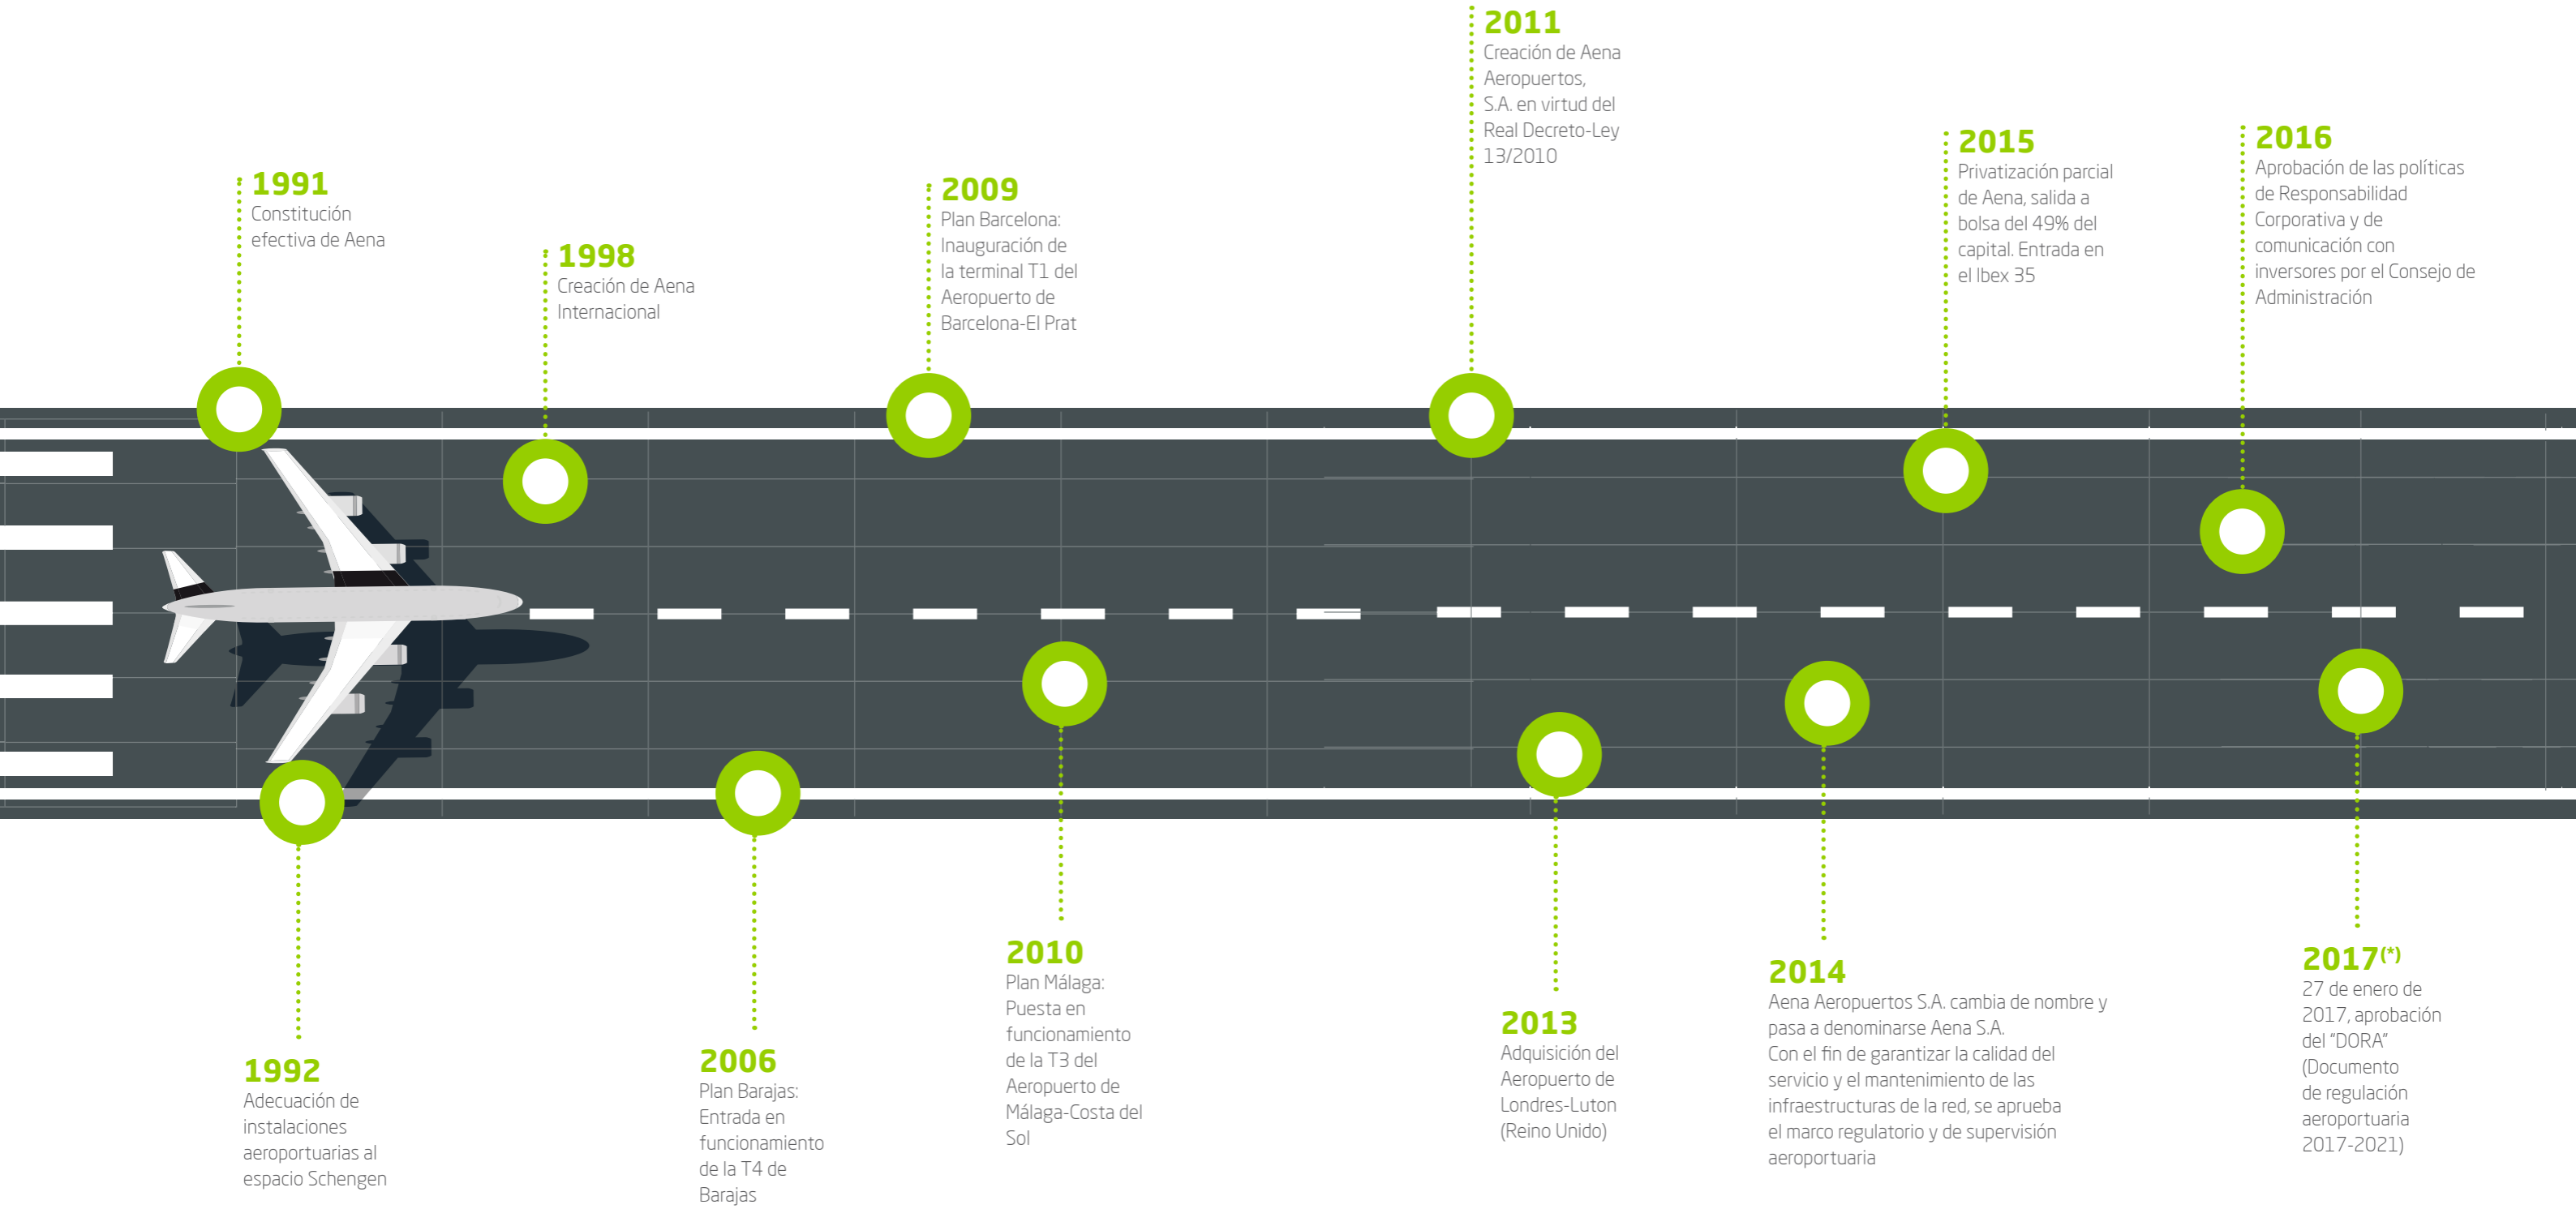 1991
Constitución
efectiva de Aena
1992
Adecuación de
instalaciones
aeroportuarias al
espacio Schengen
1998
Creación de Aena
Internacional
2006
Plan Barajas:
Entrada en
funcionamiento
de la T4 de
Barajas
2009
Plan Barcelona:
Inauguración de
la terminal T1 del
Aeropuerto de
Barcelona-El Prat
2010
Plan Málaga:
Puesta en
funcionamiento
de la T3 del
Aeropuerto de
Málaga-Costa del
Sol
2011
Creación de Aena
Aeropuertos,
S.A. en virtud del
Real Decreto-Ley
13/2010
2013
Adquisición del
Aeropuerto de
Londres-Luton
(Reino Unido)
2014
Aena Aeropuertos S.A. cambia de nombre y
pasa a denominarse Aena S.A.
Con el fin de garantizar la calidad del
servicio y el mantenimiento de las
infraestructuras de la red, se aprueba
el marco regulatorio y de supervisión
aeroportuaria
2015
Privatización parcial
de Aena, salida a
bolsa del 49% del
capital. Entrada en
el Ibex 35
2016
Aprobación de las políticas
de Responsabilidad
Corporativa y de
comunicación con
inversores por el Consejo de
Administración
2017(*)
27 de enero de
2017, aprobación
del “DORA”
(Documento
de regulación
aeroportuaria
2017-2021)